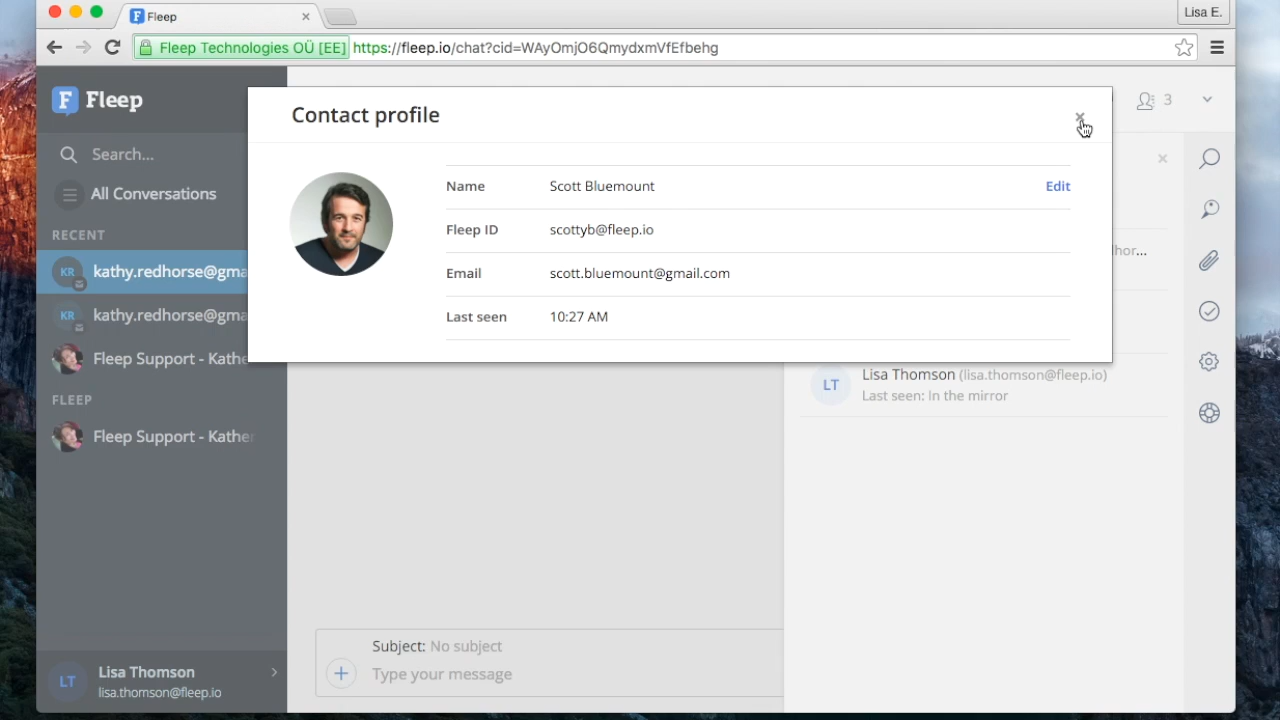 Fleep
Lisa E.
Fleep Technologies OÜ [EE]
https://fleep.io/chat?cid=WAyOmjO6QmydxmVfEfbehg
F Fleep
Contact profile
3
Search...
All Conversations
Name Scott Bluemount Edit
Fleep ID scottyb@fleep.io
Email scott.bluemount@gmail.com
Last seen 10:27 AM
RECENT
KR kathy.redhorse@gma
KR kathy.redhorse@gma
Fleep Support - Kathe
FLEEP
Fleep Support - Kather
hor...
LT Lisa Thomson (lisa.thomson@fleep.io)
Last seen: In the mirror
Subject: No subject
Type your message
LT Lisa Thomson
lisa.thomson@fleep.io